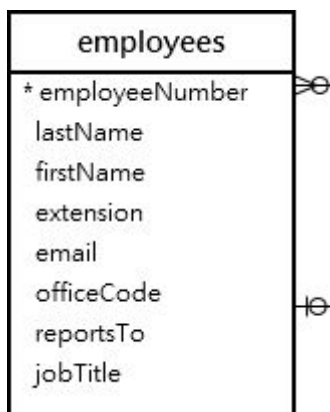 employees
* employeeNumber
lastName
firstName
extension
email
officeCode
reportsTo
jobTitle